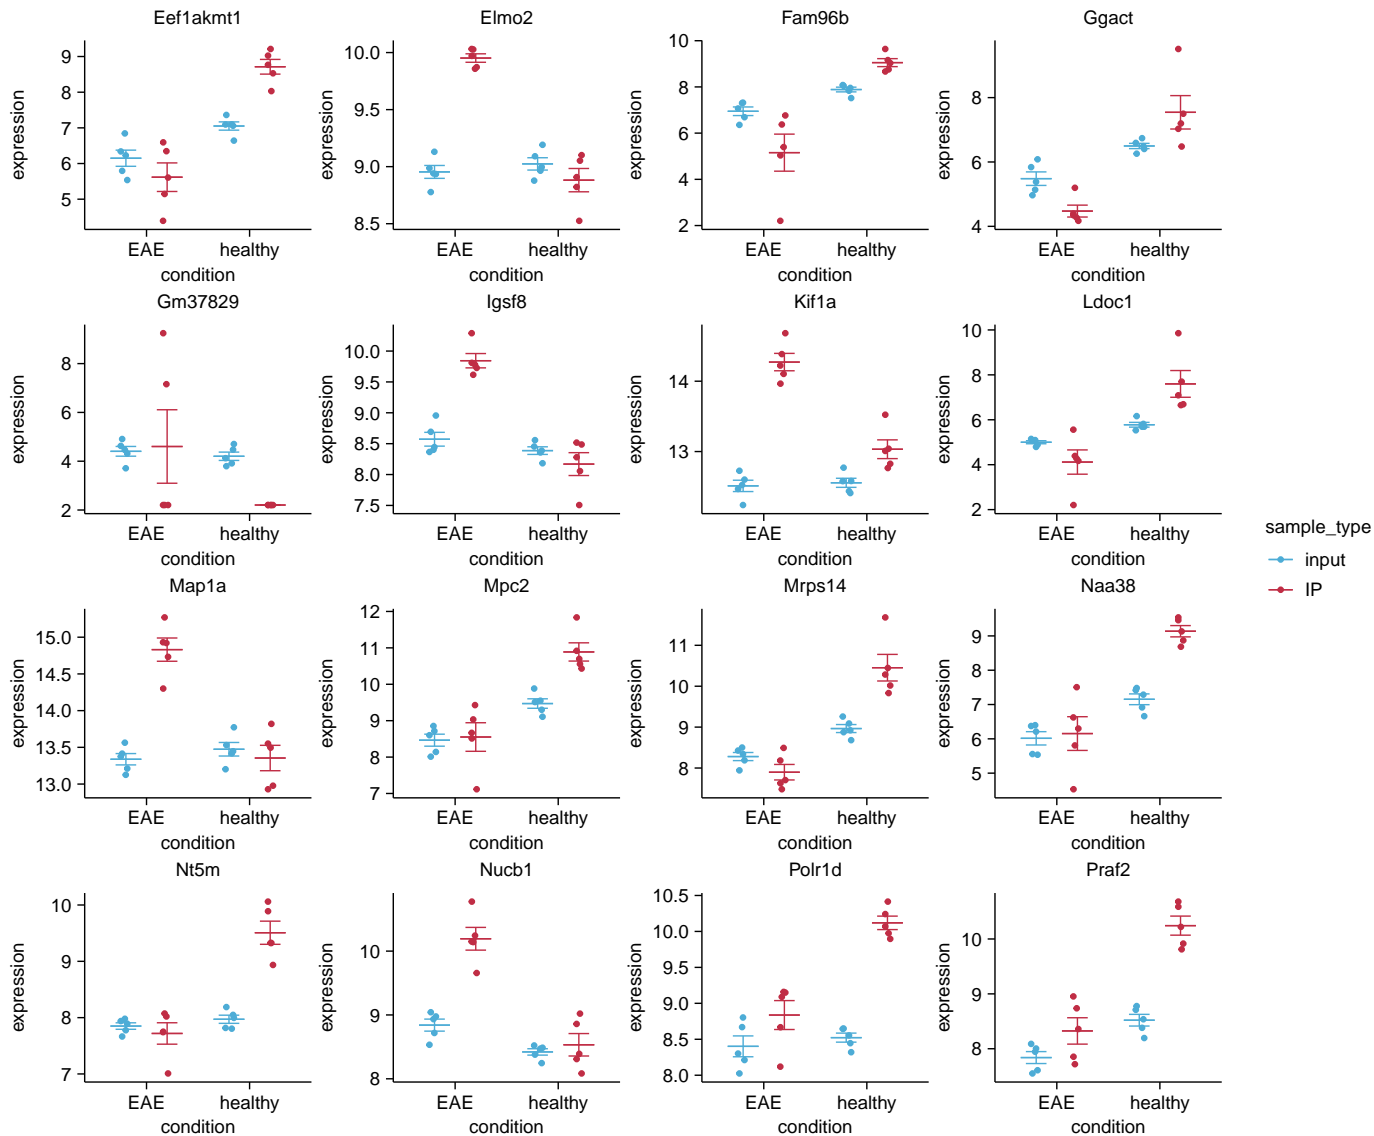 Eef1akmt1 Elmo2 Fam96b Ggact
expression
9
8
7
6
5
EAE healthy
condition
expression
10.0
9.5
9.0
8.5
EAE healthy
condition
expression
10
8
6
4
2
EAE healthy
condition
expression
8
6
4
EAE healthy
condition
Gm37829 Igsf8 Kif1a Ldoc1
expression
8
6
4
2
EAE healthy
condition
expression
10.0
9.5
9.0
8.5
8.0
7.5
EAE healthy
condition
expression
14
13
EAE healthy
condition
expression
10
8
6
4
2
EAE healthy
condition
sample_type
input
IP
Map1a Mpc2 Mrps14 Naa38
expression
15.0
14.5
14.0
13.5
13.0
EAE healthy
condition
expression
12
11
10
9
8
7
EAE healthy
condition
expression
11
10
9
8
EAE healthy
condition
expression
9
8
7
6
5
EAE healthy
condition
Nt5m Nucb1 Polr1d Praf2
expression
10
9
8
7
EAE healthy
condition
expression
10
9
8
EAE healthy
condition
expression
10.5
10.0
9.5
9.0
8.5
8.0
EAE healthy
condition
expression
10
9
8
EAE healthy
condition